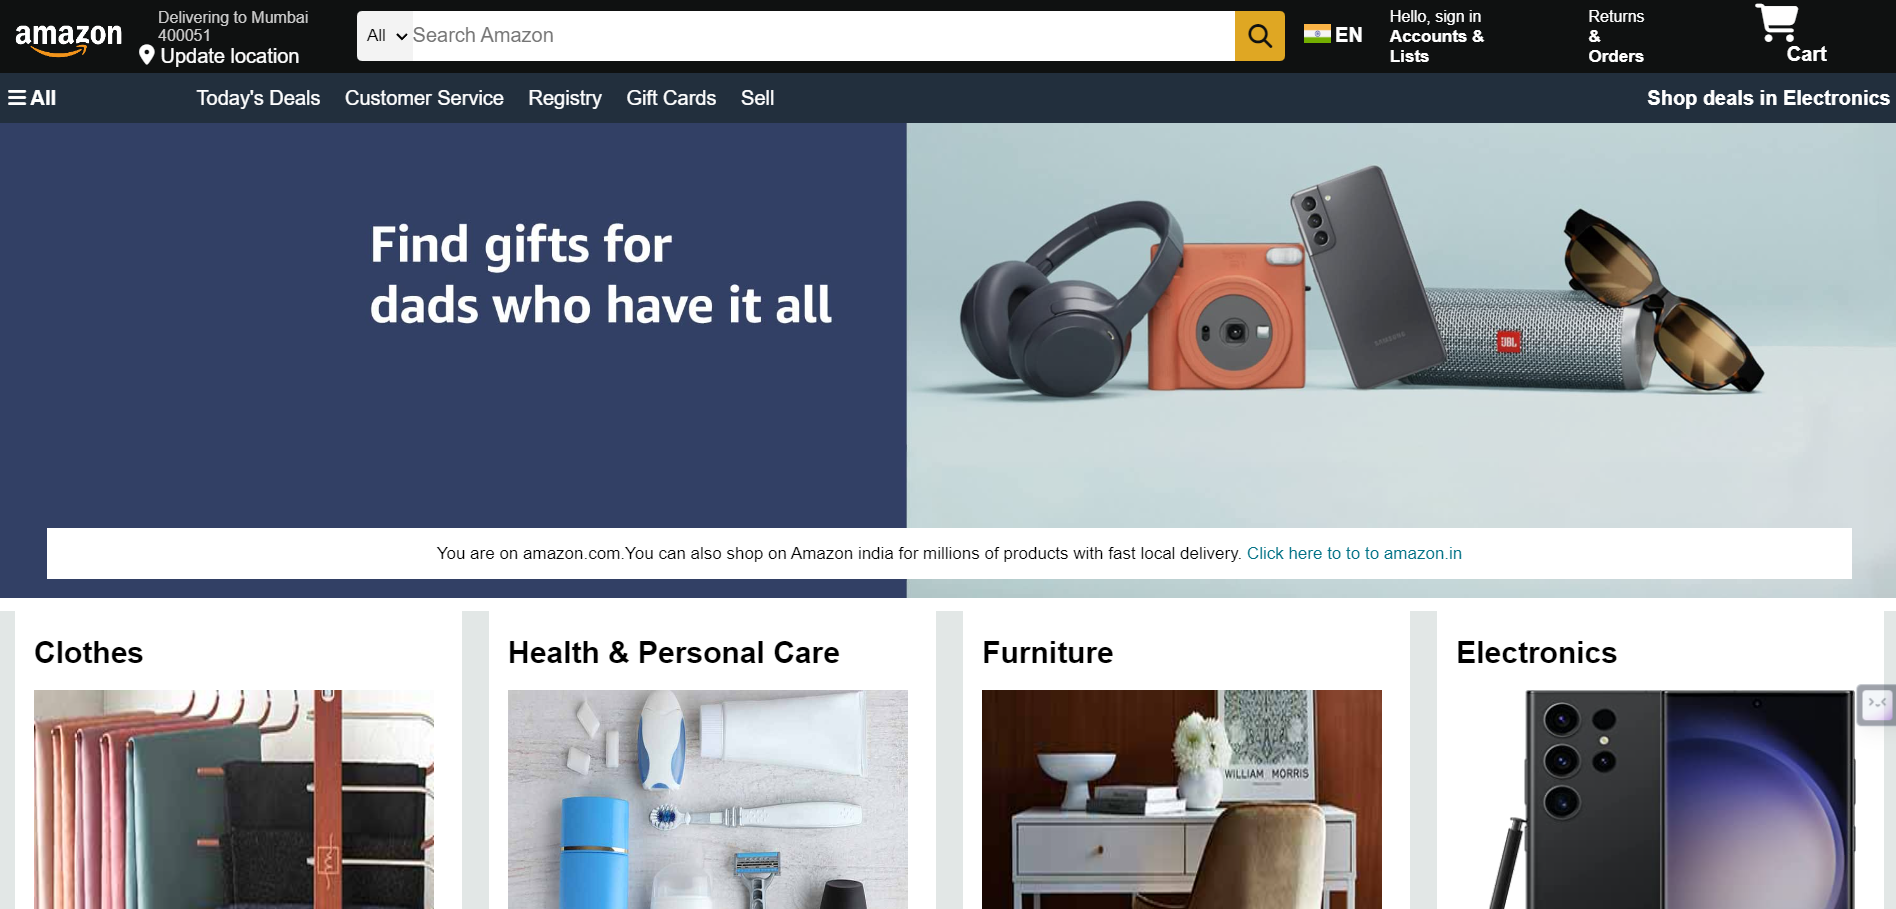 amazon
Delivering to Mumbai
400051
Update location
All
Search Amazon
EN
Hello, sign in
Accounts &
Lists
Returns
&
Orders
Cart
All
Today's Deals
Customer Service
Registry
Gift Cards
Sell
Shop deals in Electronics
Find gifts for
dads who have it all
SAMSUNG
JBL
You are on amazon.com.You can also shop on Amazon india for millions of products with fast local delivery. Click here to to to amazon.in
Clothes
Health & Personal Care
Furniture
Electronics
WILLIAM MORRIS